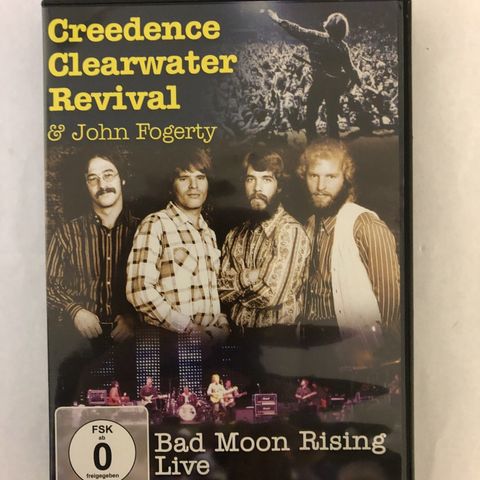 Creedence
Clearwater
Revival
& John Fogerty
FSK
ab
0
freigegeben
Bad Moon Rising
Live